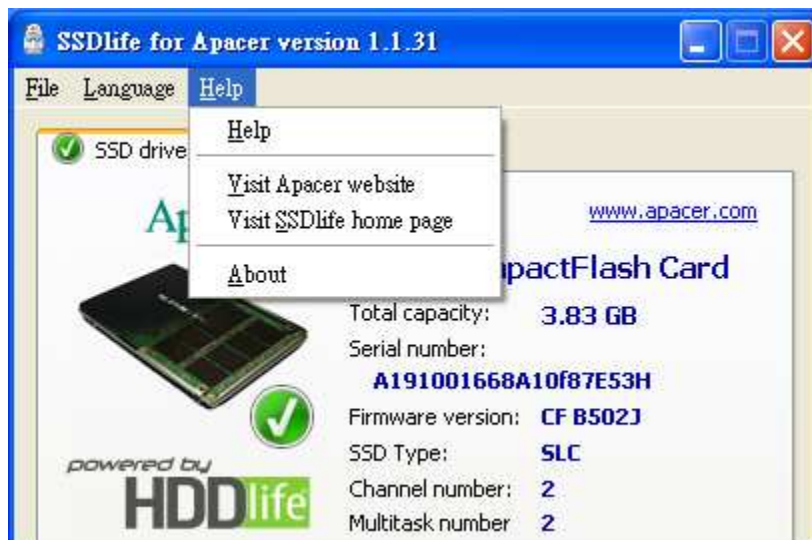 SSDlife for Apacer version 1.1.31
File Language Help
Help
Visit Apacer website
Visit SSDlife home page
About
SSD drive
Ap
www.apacer.com
pactFlash Card
Total capacity: 3.83 GB
Serial number:
A191001668A10f87E53H
Firmware version: CF B502J
SSD Type: SLC
Channel number: 2
Multitask number 2
powered by
HDDlife